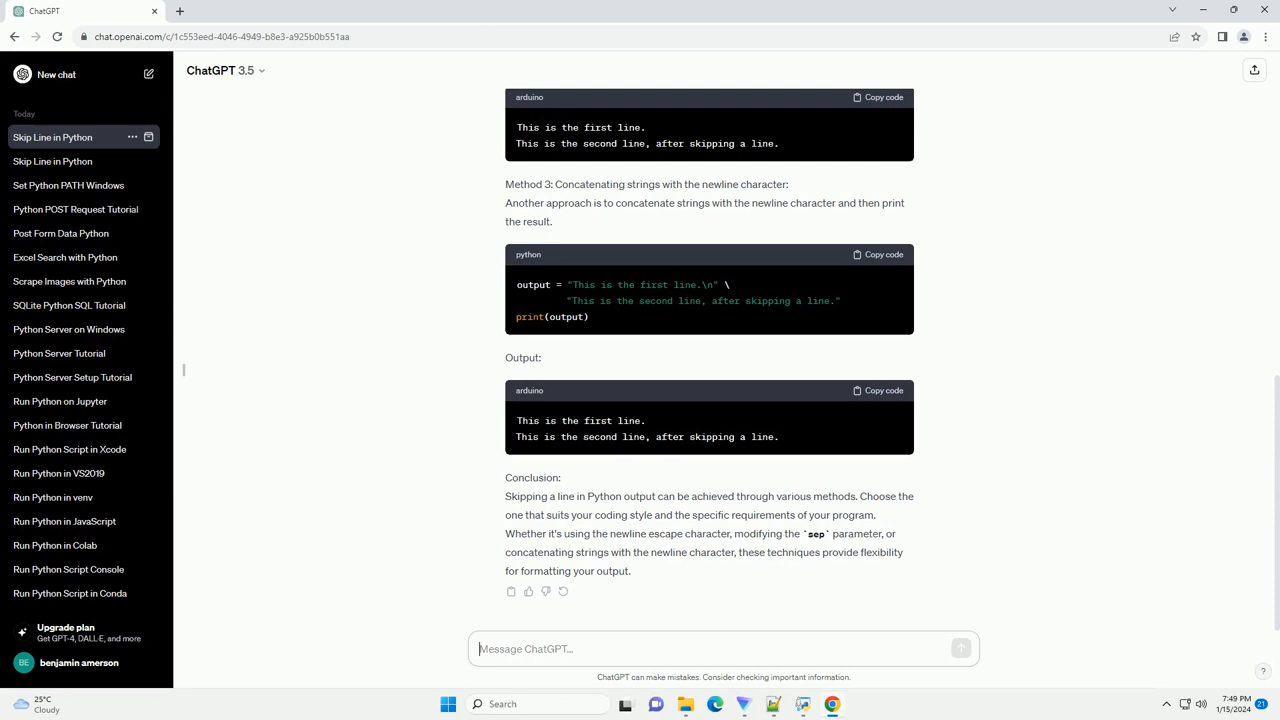 ChatGPT
chat.openai.com/c/1c553eed-4046-4949-b8e3-a925b0b551aa
New chat
Today
Skip Line in Python
Skip Line in Python
Set Python PATH Windows
Python POST Request Tutorial
Post Form Data Python
Excel Search with Python
Scrape Images with Python
SQLite Python SQL Tutorial
Python Server on Windows
Python Server Tutorial
Python Server Setup Tutorial
Run Python on Jupyter
Python in Browser Tutorial
Run Python Script in Xcode
Run Python in VS2019
Run Python in venv
Run Python in JavaScript
Run Python in Colab
Run Python Script Console
Run Python Script in Conda
Upgrade plan
Get GPT-4, DALL·E, and more
BE benjamin amerson
ChatGPT 3.5
arduino Copy code
This is the first line.
This is the second line, after skipping a line.
Method 3: Concatenating strings with the newline character:
Another approach is to concatenate strings with the newline character and then print
the result.
python Copy code
output = "This is the first line.\n" \
"This is the second line, after skipping a line."
print(output)
Output:
arduino Copy code
This is the first line.
This is the second line, after skipping a line.
Conclusion:
Skipping a line in Python output can be achieved through various methods. Choose the
one that suits your coding style and the specific requirements of your program.
Whether it's using the newline escape character, modifying the `sep` parameter, or
concatenating strings with the newline character, these techniques provide flexibility
for formatting your output.
Message ChatGPT...
ChatGPT can make mistakes. Consider checking important information.
?
25°C
Cloudy
Search
7:49 PM
1/15/2024
21